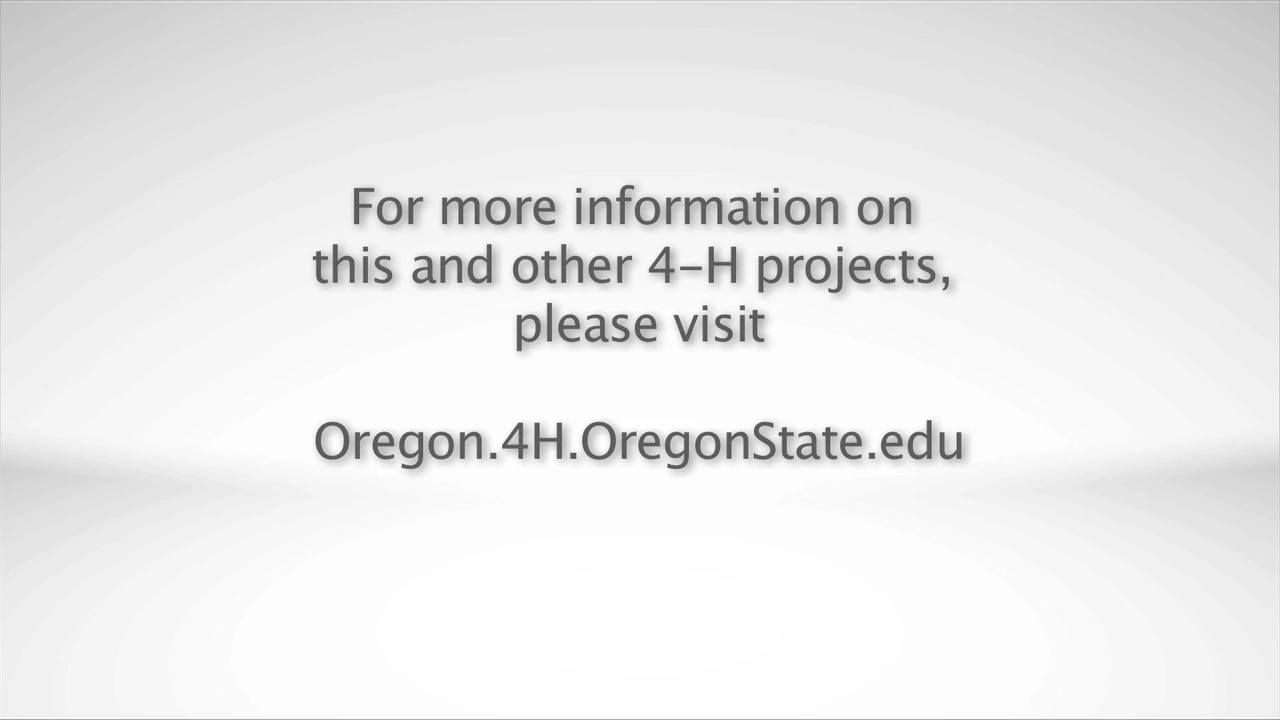 For more information on
this and other 4-H projects,
please visit
Oregon.4H.OregonState.edu